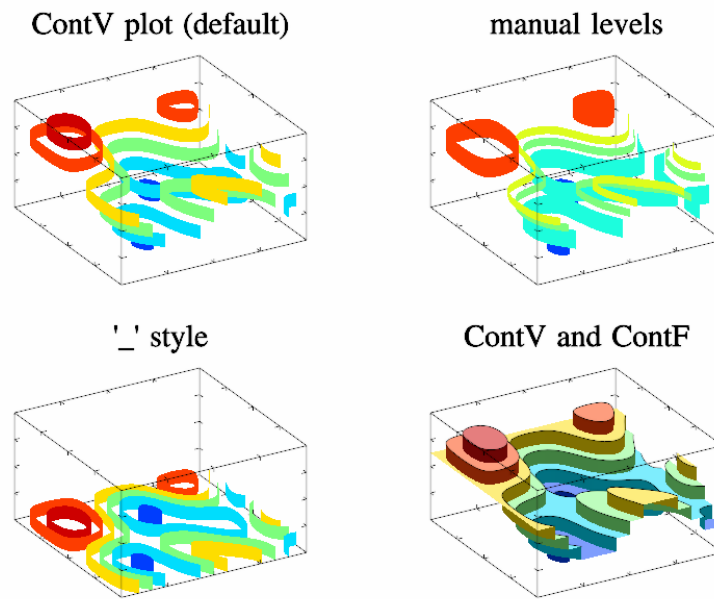 ContV plot (default)
manual levels
'_' style
ContV and ContF